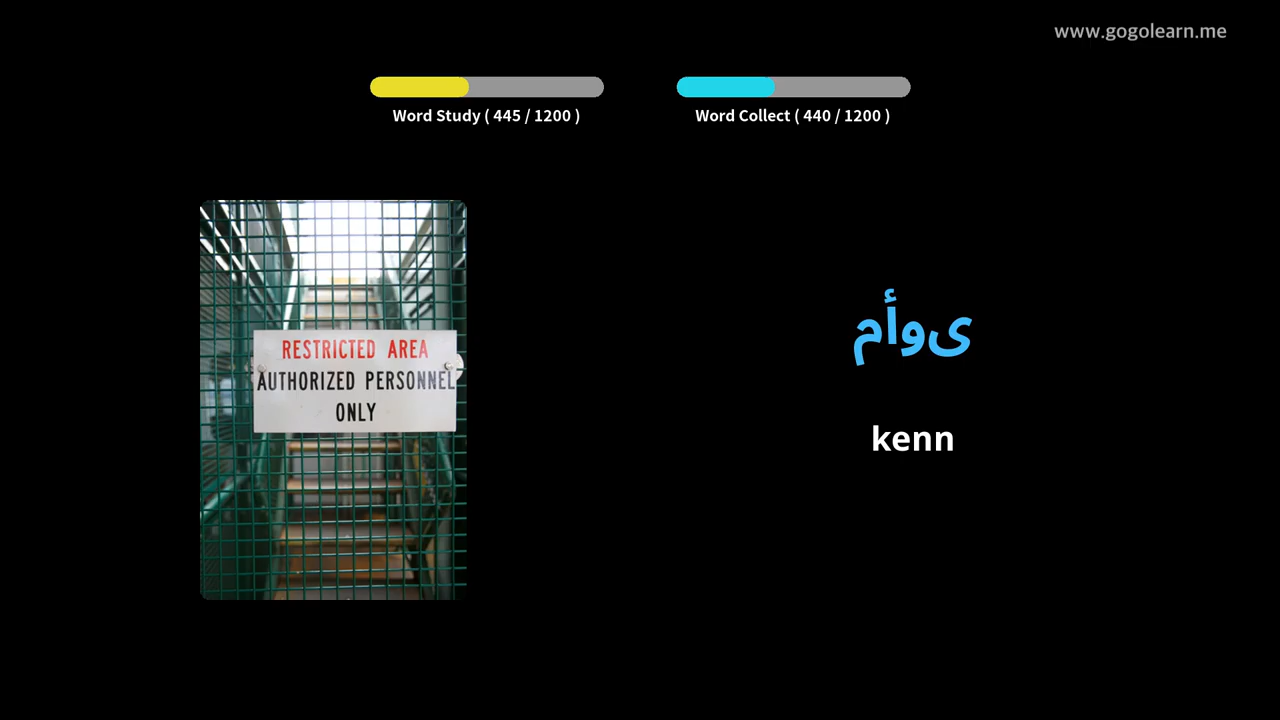 www.gogolearn.me
Word Study ( 445 / 1200 )
Word Collect ( 440 / 1200 )
RESTRICTED AREA
AUTHORIZED PERSONNEL
ONLY
ىوأم
kenn